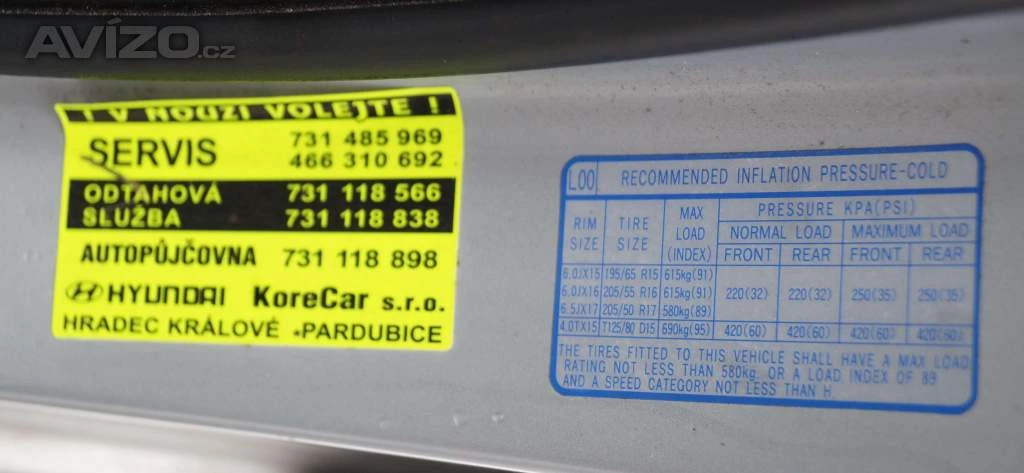 AVÍZO.cz
! V NOUZI VOLEJTE !
SERVIS 731 485 969
466 310 692
ODTAHOVÁ 731 118 566
SLUŽBA 731 118 838
AUTOPŮJČOVNA 731 118 898
HYUNDAI KoreCar s.r.o.
HRADEC KRÁLOVÉ • PARDUBICE
L00 RECOMMENDED INFLATION PRESSURE-COLD
RIM SIZE TIRE SIZE MAX LOAD (INDEX) PRESSURE KPA(PSI)
NORMAL LOAD MAXIMUM LOAD
FRONT REAR FRONT REAR
6.0JX15 195/65 R15 615kg(91)
6.0JX16 205/55 R16 615kg(91) 220(32) 220(32) 250(35) 250(35)
6.5JX17 205/50 R17 580kg(89)
4.0TX15 T125/80 D15 690kg(95) 420(60) 420(60) 420(60) 420(60)
THE TIRES FITTED TO THIS VEHICLE SHALL HAVE A MAX LOAD
RATING NOT LESS THAN 580kg. OR A LOAD INDEX OF 89
AND A SPEED CATEGORY NOT LESS THAN H